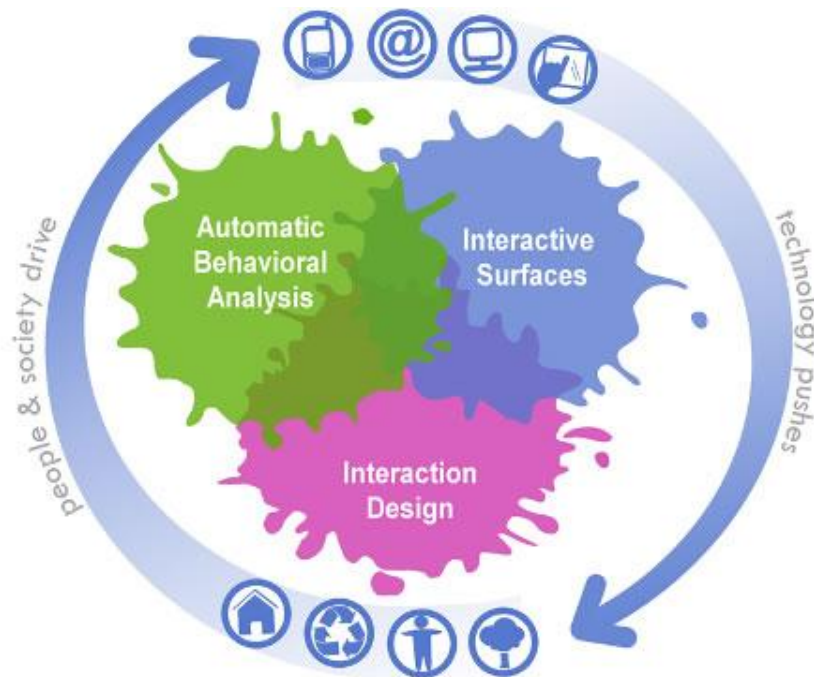 @
Automatic
Behavioral
Analysis
Interactive
Surfaces
Interaction
Design
people & society drive
technology pushes